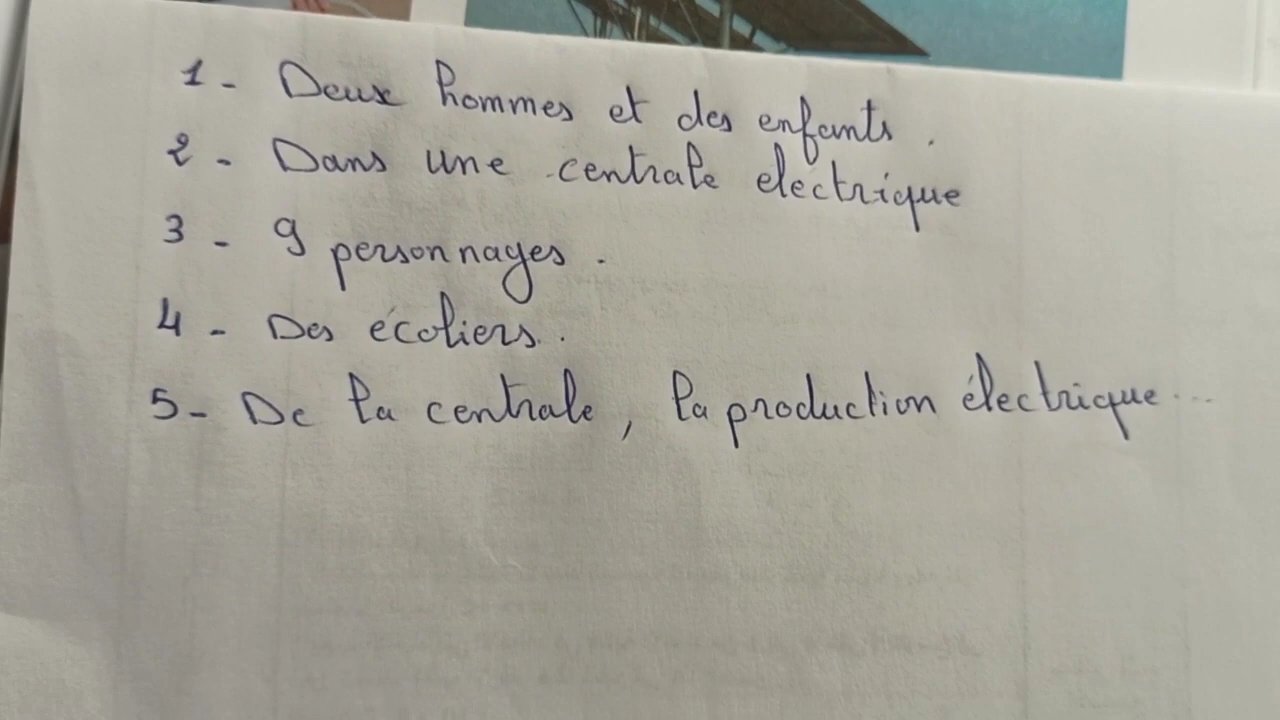 1 - Deux hommes et des enfants.
2 - Dans une centrale electrique
3 - 9 personnages.
4 - Des écoliers.
5 - De la centrale, la production électrique...